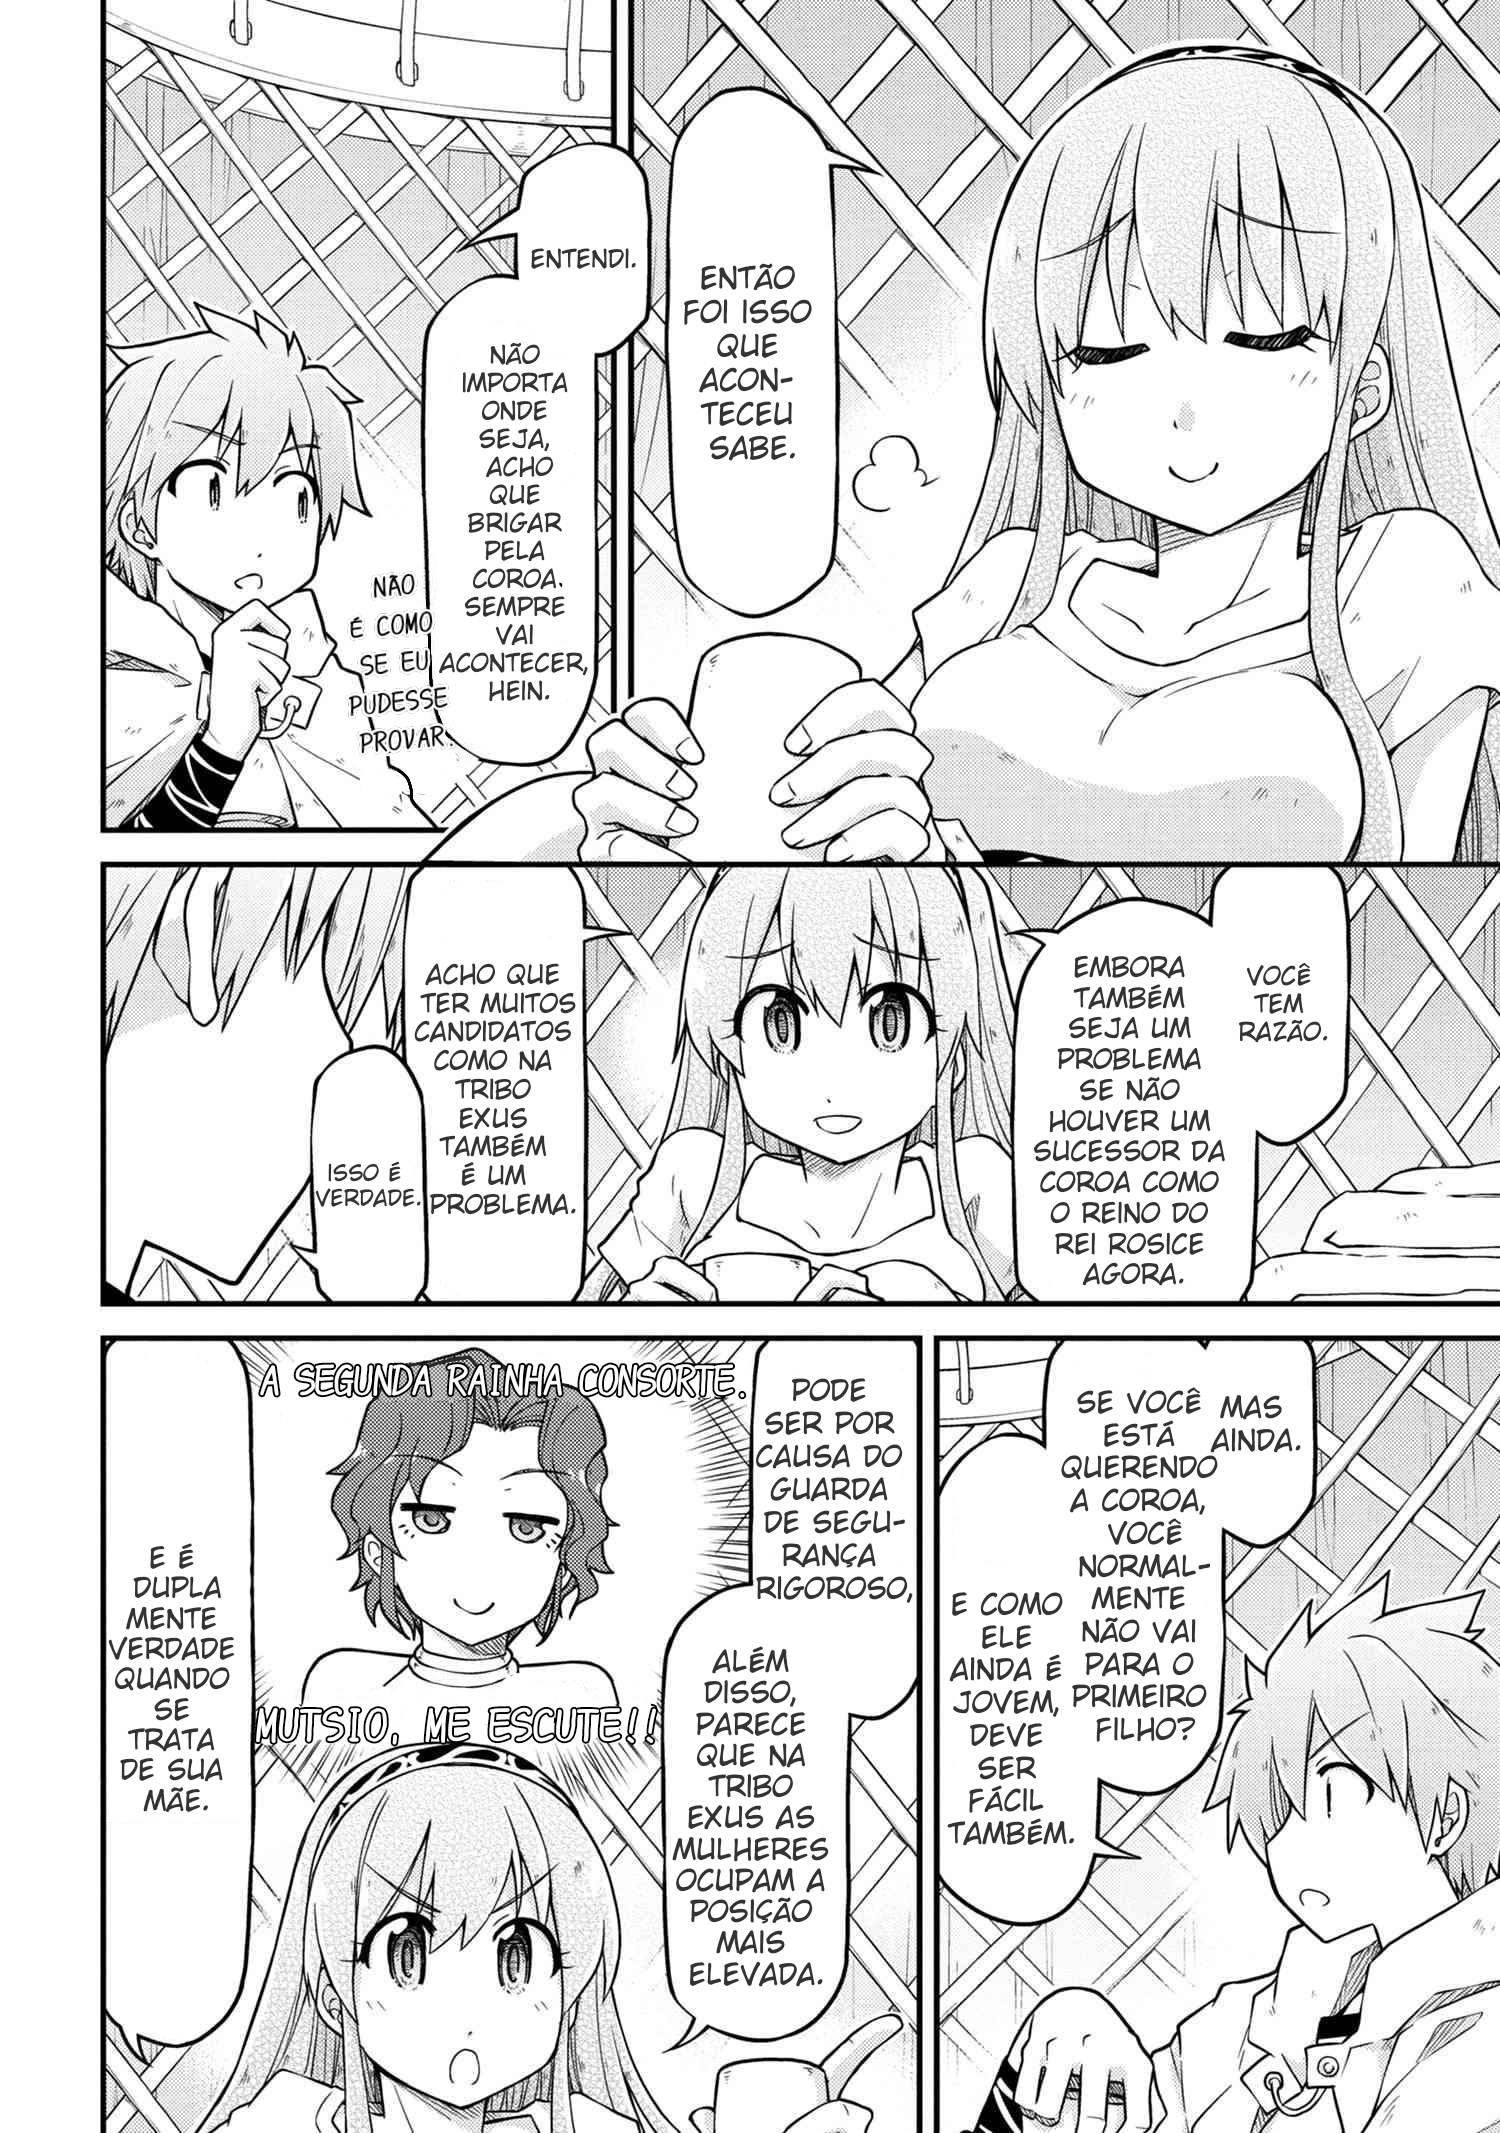 ENTÃO
FOI ISSO
QUE
ACON-
TECEU
SABE.
ENTENDI.
NÃO
IMPORTA
ONDE
SEJA,
ACHO
QUE
BRIGAR
PELA
COROA.
SEMPRE
VAI
ACONTECER,
HEIN.
NÃO
É COMO
SE EU
PUDESSE
PROVAR.
VOCÊ
TEM
RAZÃO.
EMBORA
TAMBÉM
SEJA UM
PROBLEMA
SE NÃO
HOUVER UM
SUCESSOR DA
COROA COMO
O REINO DO
REI ROSICE
AGORA.
ACHO QUE
TER MUITOS
CANDIDATOS
COMO NA
TRIBO
EXUS
TAMBÉM
É UM
PROBLEMA.
ISSO É
VERDADE.
MAS
AINDA.
SE VOCÊ
ESTÁ
QUERENDO
A COROA,
VOCÊ
NORMAL-
MENTE
NÃO VAI
PARA O
PRIMEIRO
FILHO?
E COMO
ELE
AINDA É
JOVEM,
DEVE
SER
FÁCIL
TAMBÉM.
PODE
SER POR
CAUSA DO
GUARDA
DE SEGU-
RANÇA
RIGOROSO,
ALÉM
DISSO,
PARECE
QUE NA
TRIBO
EXUS AS
MULHERES
OCUPAM A
POSIÇÃO
MAIS
ELEVADA.
A SEGUNDA RAINHA CONSORTE.
MUTSIO, ME ESCUTE!!
E É
DUPLA
MENTE
VERDADE
QUANDO
SE
TRATA
DE SUA
MÃE.